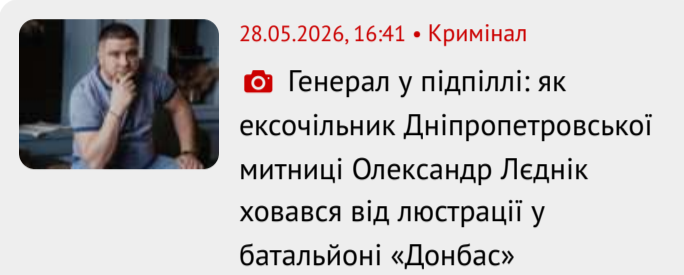 28.05.2026, 16:41 • Кримінал
Генерал у підпіллі: як
ексочільник Дніпропетровської
митниці Олександр Лєднік
ховався від люстрації у
батальйоні «Донбас»